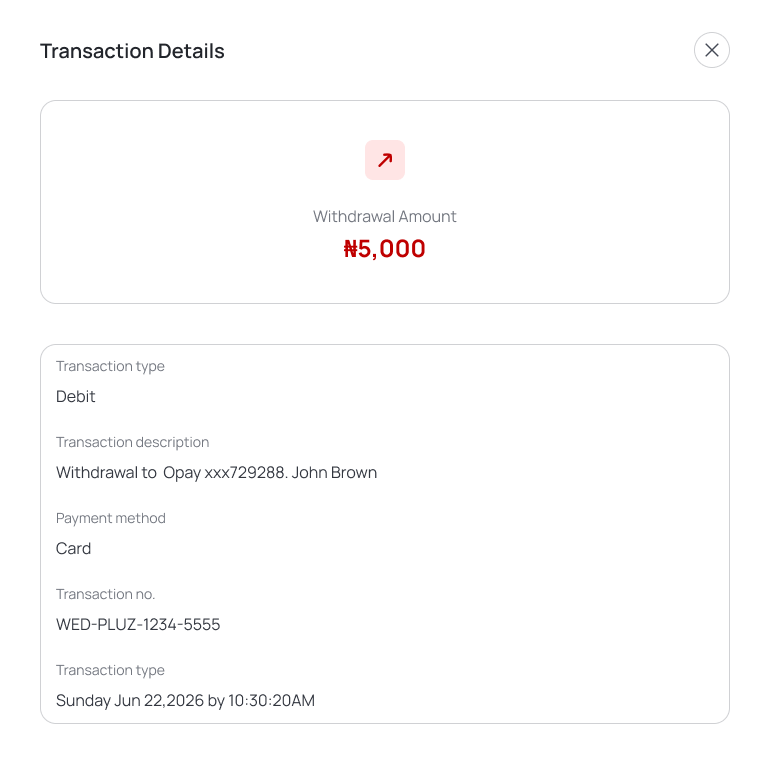 Transaction Details
Withdrawal Amount
₦5,000
Transaction type
Debit
Transaction description
Withdrawal to  Opay xxx729288. John Brown
Payment method
Card
Transaction no.
WED-PLUZ-1234-5555
Transaction type
Sunday Jun 22,2026 by 10:30:20AM